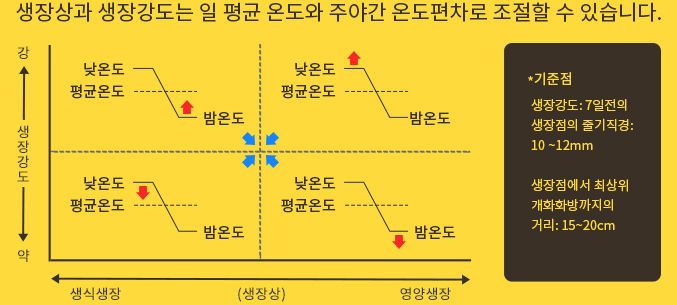 생장상과 생장강도는 일 평균 온도와 주야간 온도편차로 조절할 수 있습니다.
강
생장강도
약
낮온도
평균온도
밤온도
낮온도
평균온도
밤온도
낮온도
평균온도
밤온도
낮온도
평균온도
밤온도
생식생장
(생장상)
영양생장
*기준점
생장강도: 7일전의
생장점의 줄기직경:
10 ~12mm
생장점에서 최상위
개화화방까지의
거리: 15~20cm